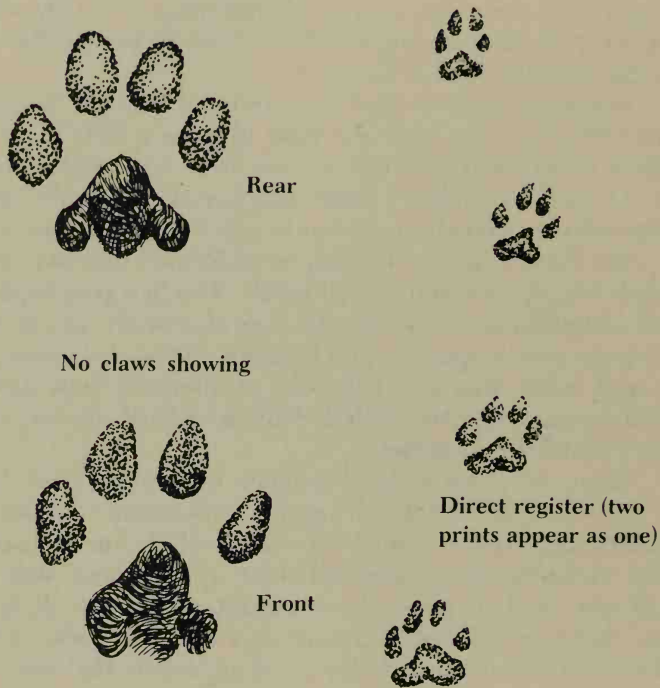 Rear
No claws showing
Direct register (two
prints appear as one)
Front